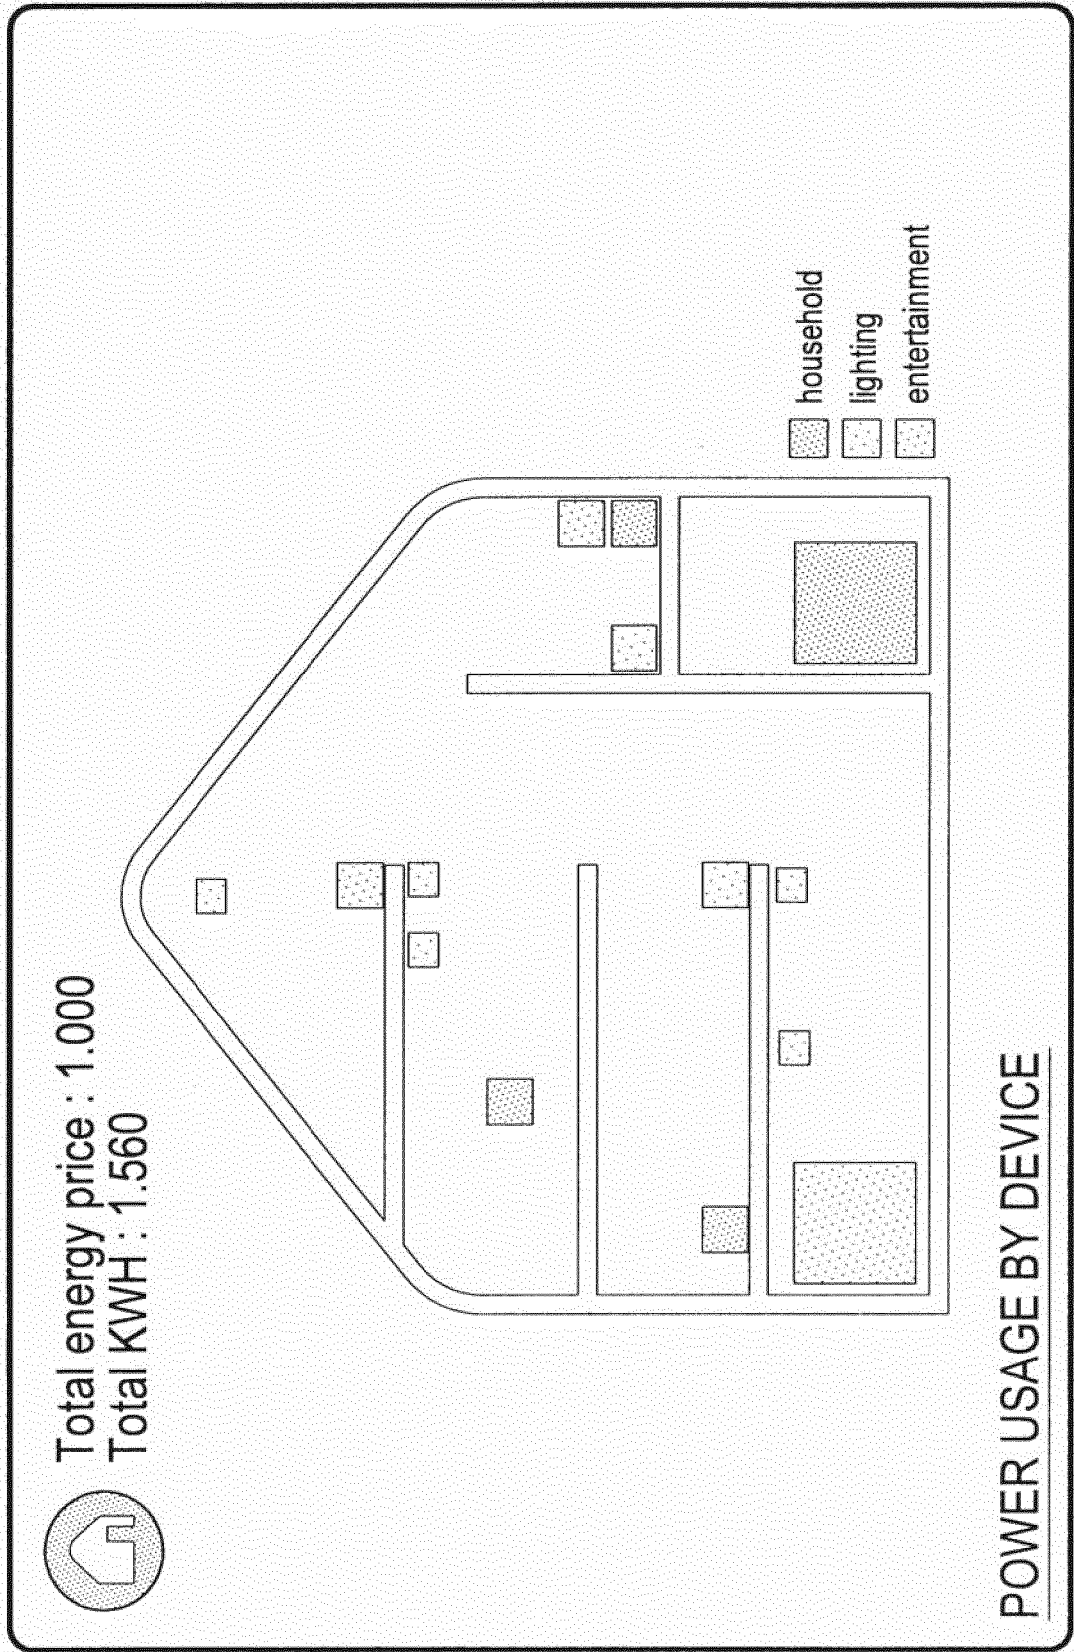 Total energy price : 1.000
Total KWH : 1.560
household
lighting
entertainment
POWER USAGE BY DEVICE